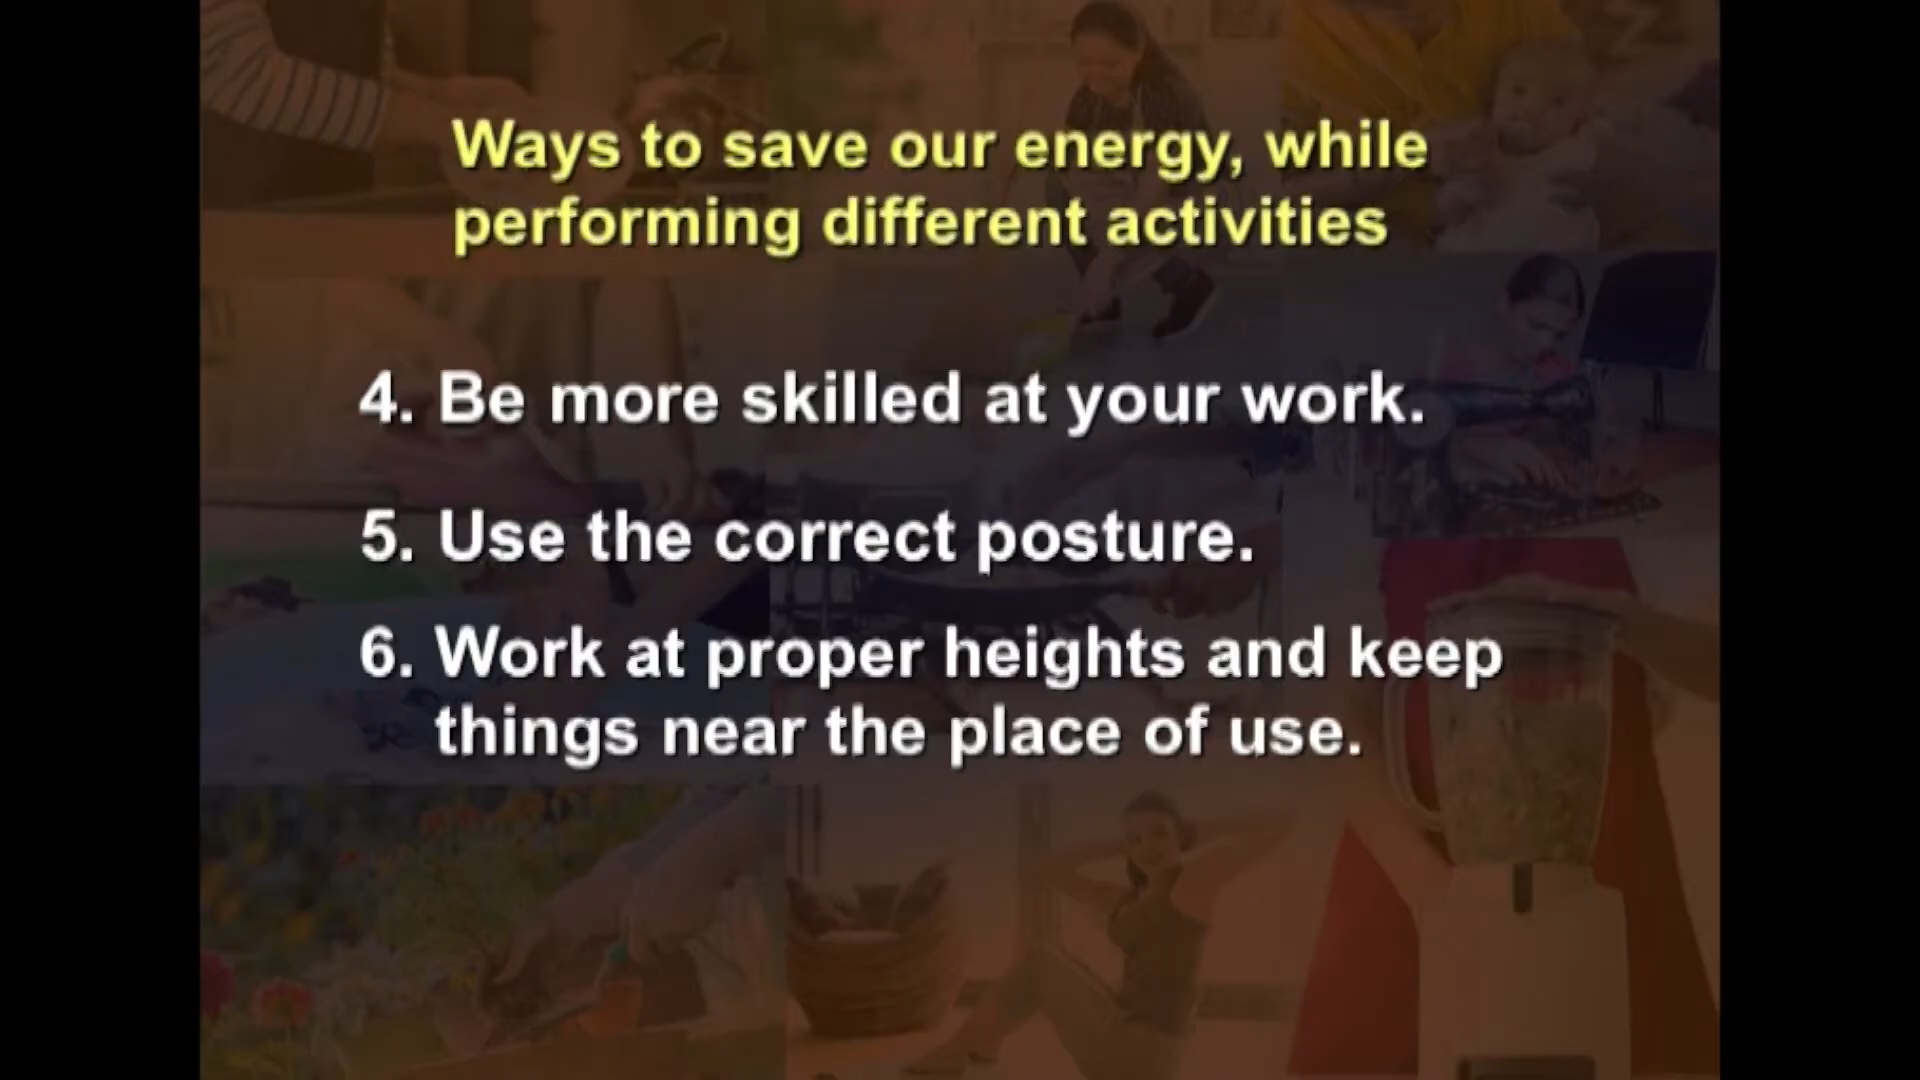 Ways to save our energy, while
performing different activities
4. Be more skilled at your work.
5. Use the correct posture.
6. Work at proper heights and keep
things near the place of use.